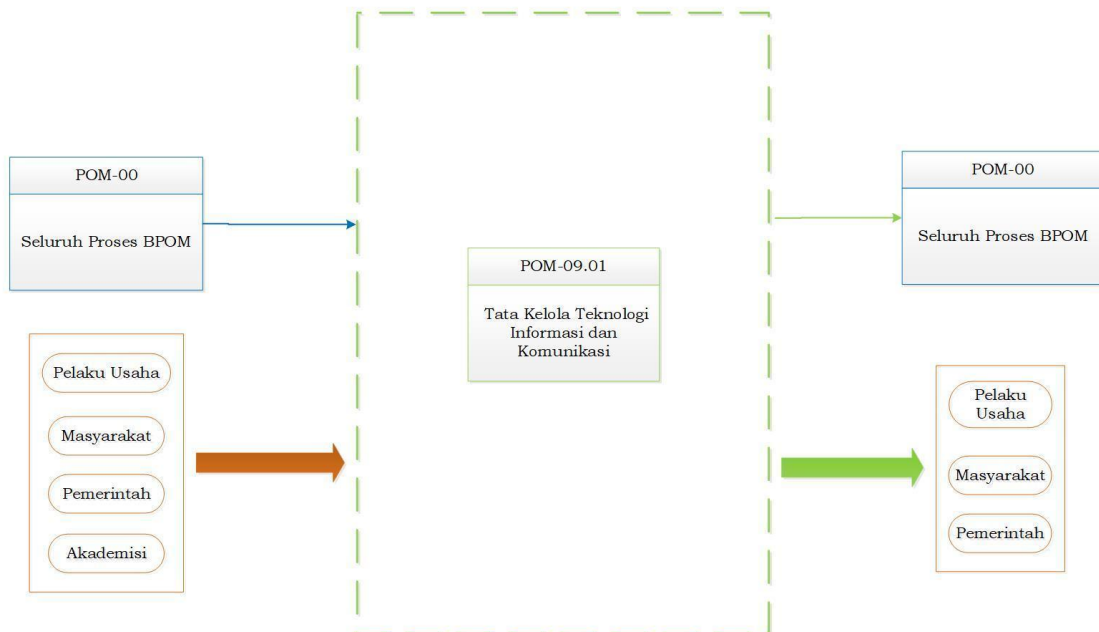 POM-00
Seluruh Proses BPOM
Pelaku Usaha
Masyarakat
Pemerintah
Akademisi
POM-09.01
Tata Kelola Teknologi
Informasi dan
Komunikasi
POM-00
Seluruh Proses BPOM
Pelaku
Usaha
Masyarakat
Pemerintah